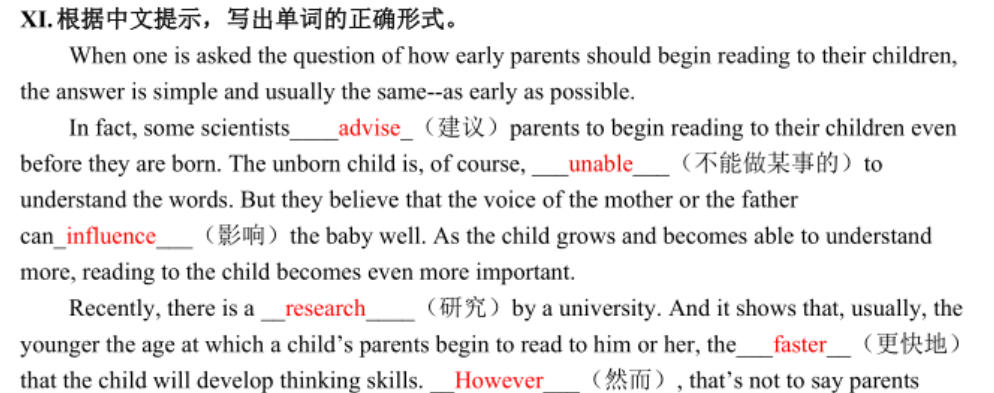 XI.根据中文提示，写出单词的正确形式。
When one is asked the question of how early parents should begin reading to their children,
the answer is simple and usually the same--as early as possible.
In fact, some scientists____advise_（建议）parents to begin reading to their children even
before they are born. The unborn child is, of course, ___unable___（不能做某事的）to
understand the words. But they believe that the voice of the mother or the father
can_influence___（影响）the baby well. As the child grows and becomes able to understand
more, reading to the child becomes even more important.
Recently, there is a __research____（研究）by a university. And it shows that, usually, the
younger the age at which a child’s parents begin to read to him or her, the___faster__（更快地）
that the child will develop thinking skills. __However___（然而）, that’s not to say parents